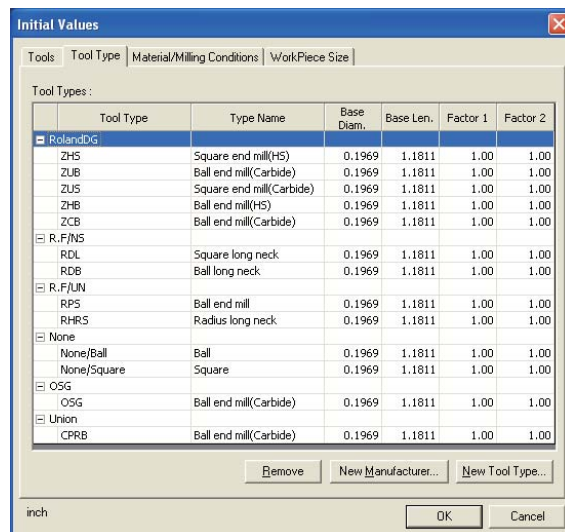 Initial Values
Tools Tool Type Material/Milling Conditions WorkPiece Size
Tool Types :
Tool Type Type Name Base Diam. Base Len. Factor 1 Factor 2
RolandDG
ZHS Square end mill(HS) 0.1969 1.1811 1.00 1.00
ZUB Ball end mill(Carbide) 0.1969 1.1811 1.00 1.00
ZUS Square end mill(Carbide) 0.1969 1.1811 1.00 1.00
ZHB Ball end mill(HS) 0.1969 1.1811 1.00 1.00
ZCB Ball end mill(Carbide) 0.1969 1.1811 1.00 1.00
R.F/NS
RDL Square long neck 0.1969 1.1811 1.00 1.00
RDB Ball long neck 0.1969 1.1811 1.00 1.00
R.F/UN
RPS Ball end mill 0.1969 1.1811 1.00 1.00
RHRS Radius long neck 0.1969 1.1811 1.00 1.00
None
None/Ball Ball 0.1969 1.1811 1.00 1.00
None/Square Square 0.1969 1.1811 1.00 1.00
OSG
OSG Ball end mill(Carbide) 0.1969 1.1811 1.00 1.00
Union
CPRB Ball end mill(Carbide) 0.1969 1.1811 1.00 1.00
Remove New Manufacturer... New Tool Type...
inch OK Cancel